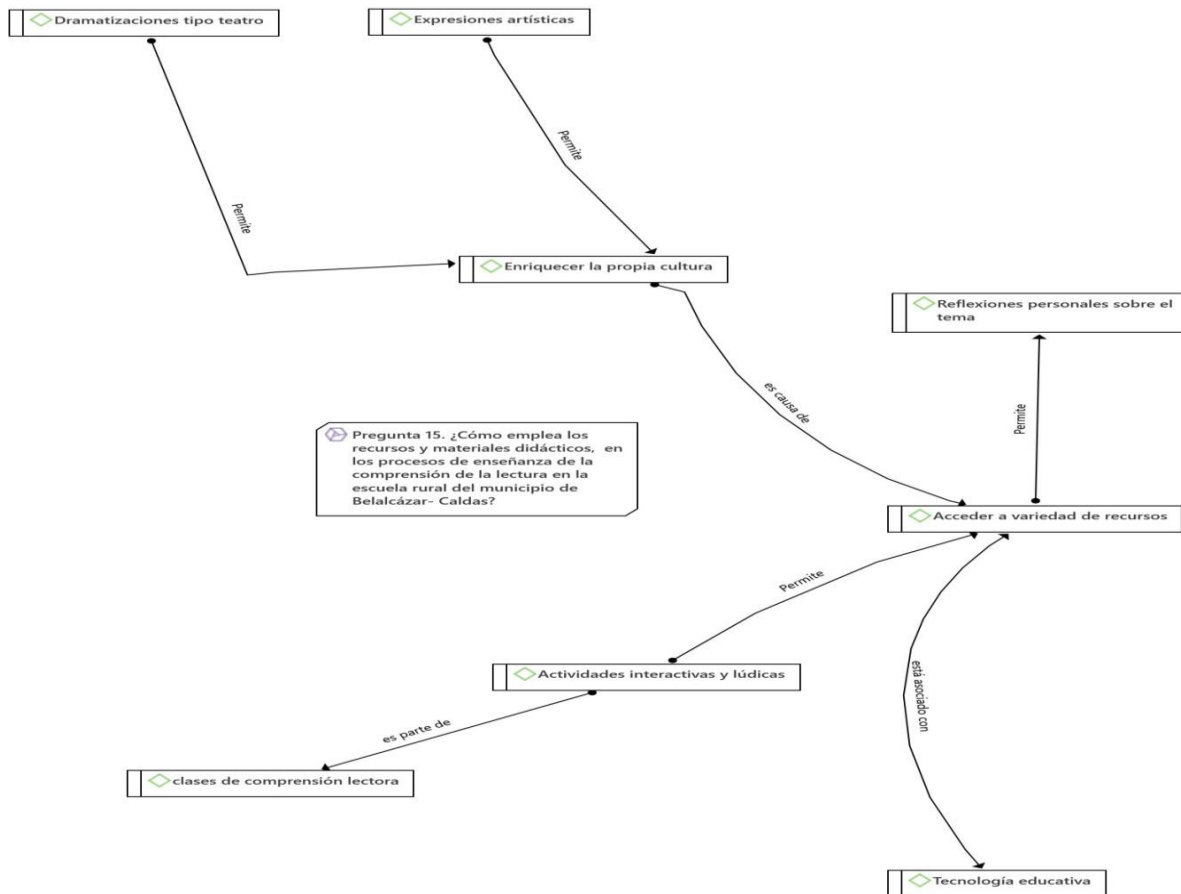 Dramatizaciones tipo teatro
Expresiones artísticas
Permite
Permite
Enriquecer la propia cultura
Reflexiones personales sobre el
tema
es causa de
Permite
Pregunta 15. ¿Cómo emplea los
recursos y materiales didácticos, en
los procesos de enseñanza de la
comprensión de la lectura en la
escuela rural del municipio de
Belalcázar- Caldas?
Acceder a variedad de recursos
Permite
está asociado con
Actividades interactivas y lúdicas
es parte de
clases de comprensión lectora
Tecnología educativa